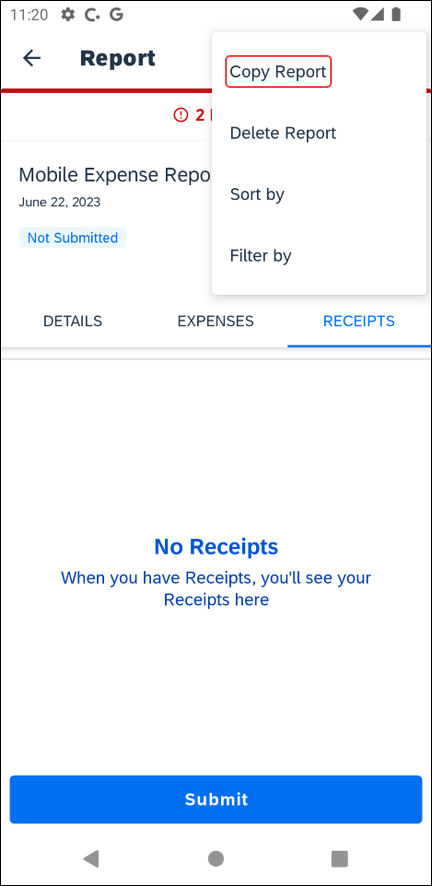 11:20
Report
Copy Report
2
Delete Report
Mobile Expense Repo
Sort by
June 22, 2023
Not Submitted
Filter by
DETAILS EXPENSES RECEIPTS
No Receipts
When you have Receipts, you'll see your
Receipts here
Submit